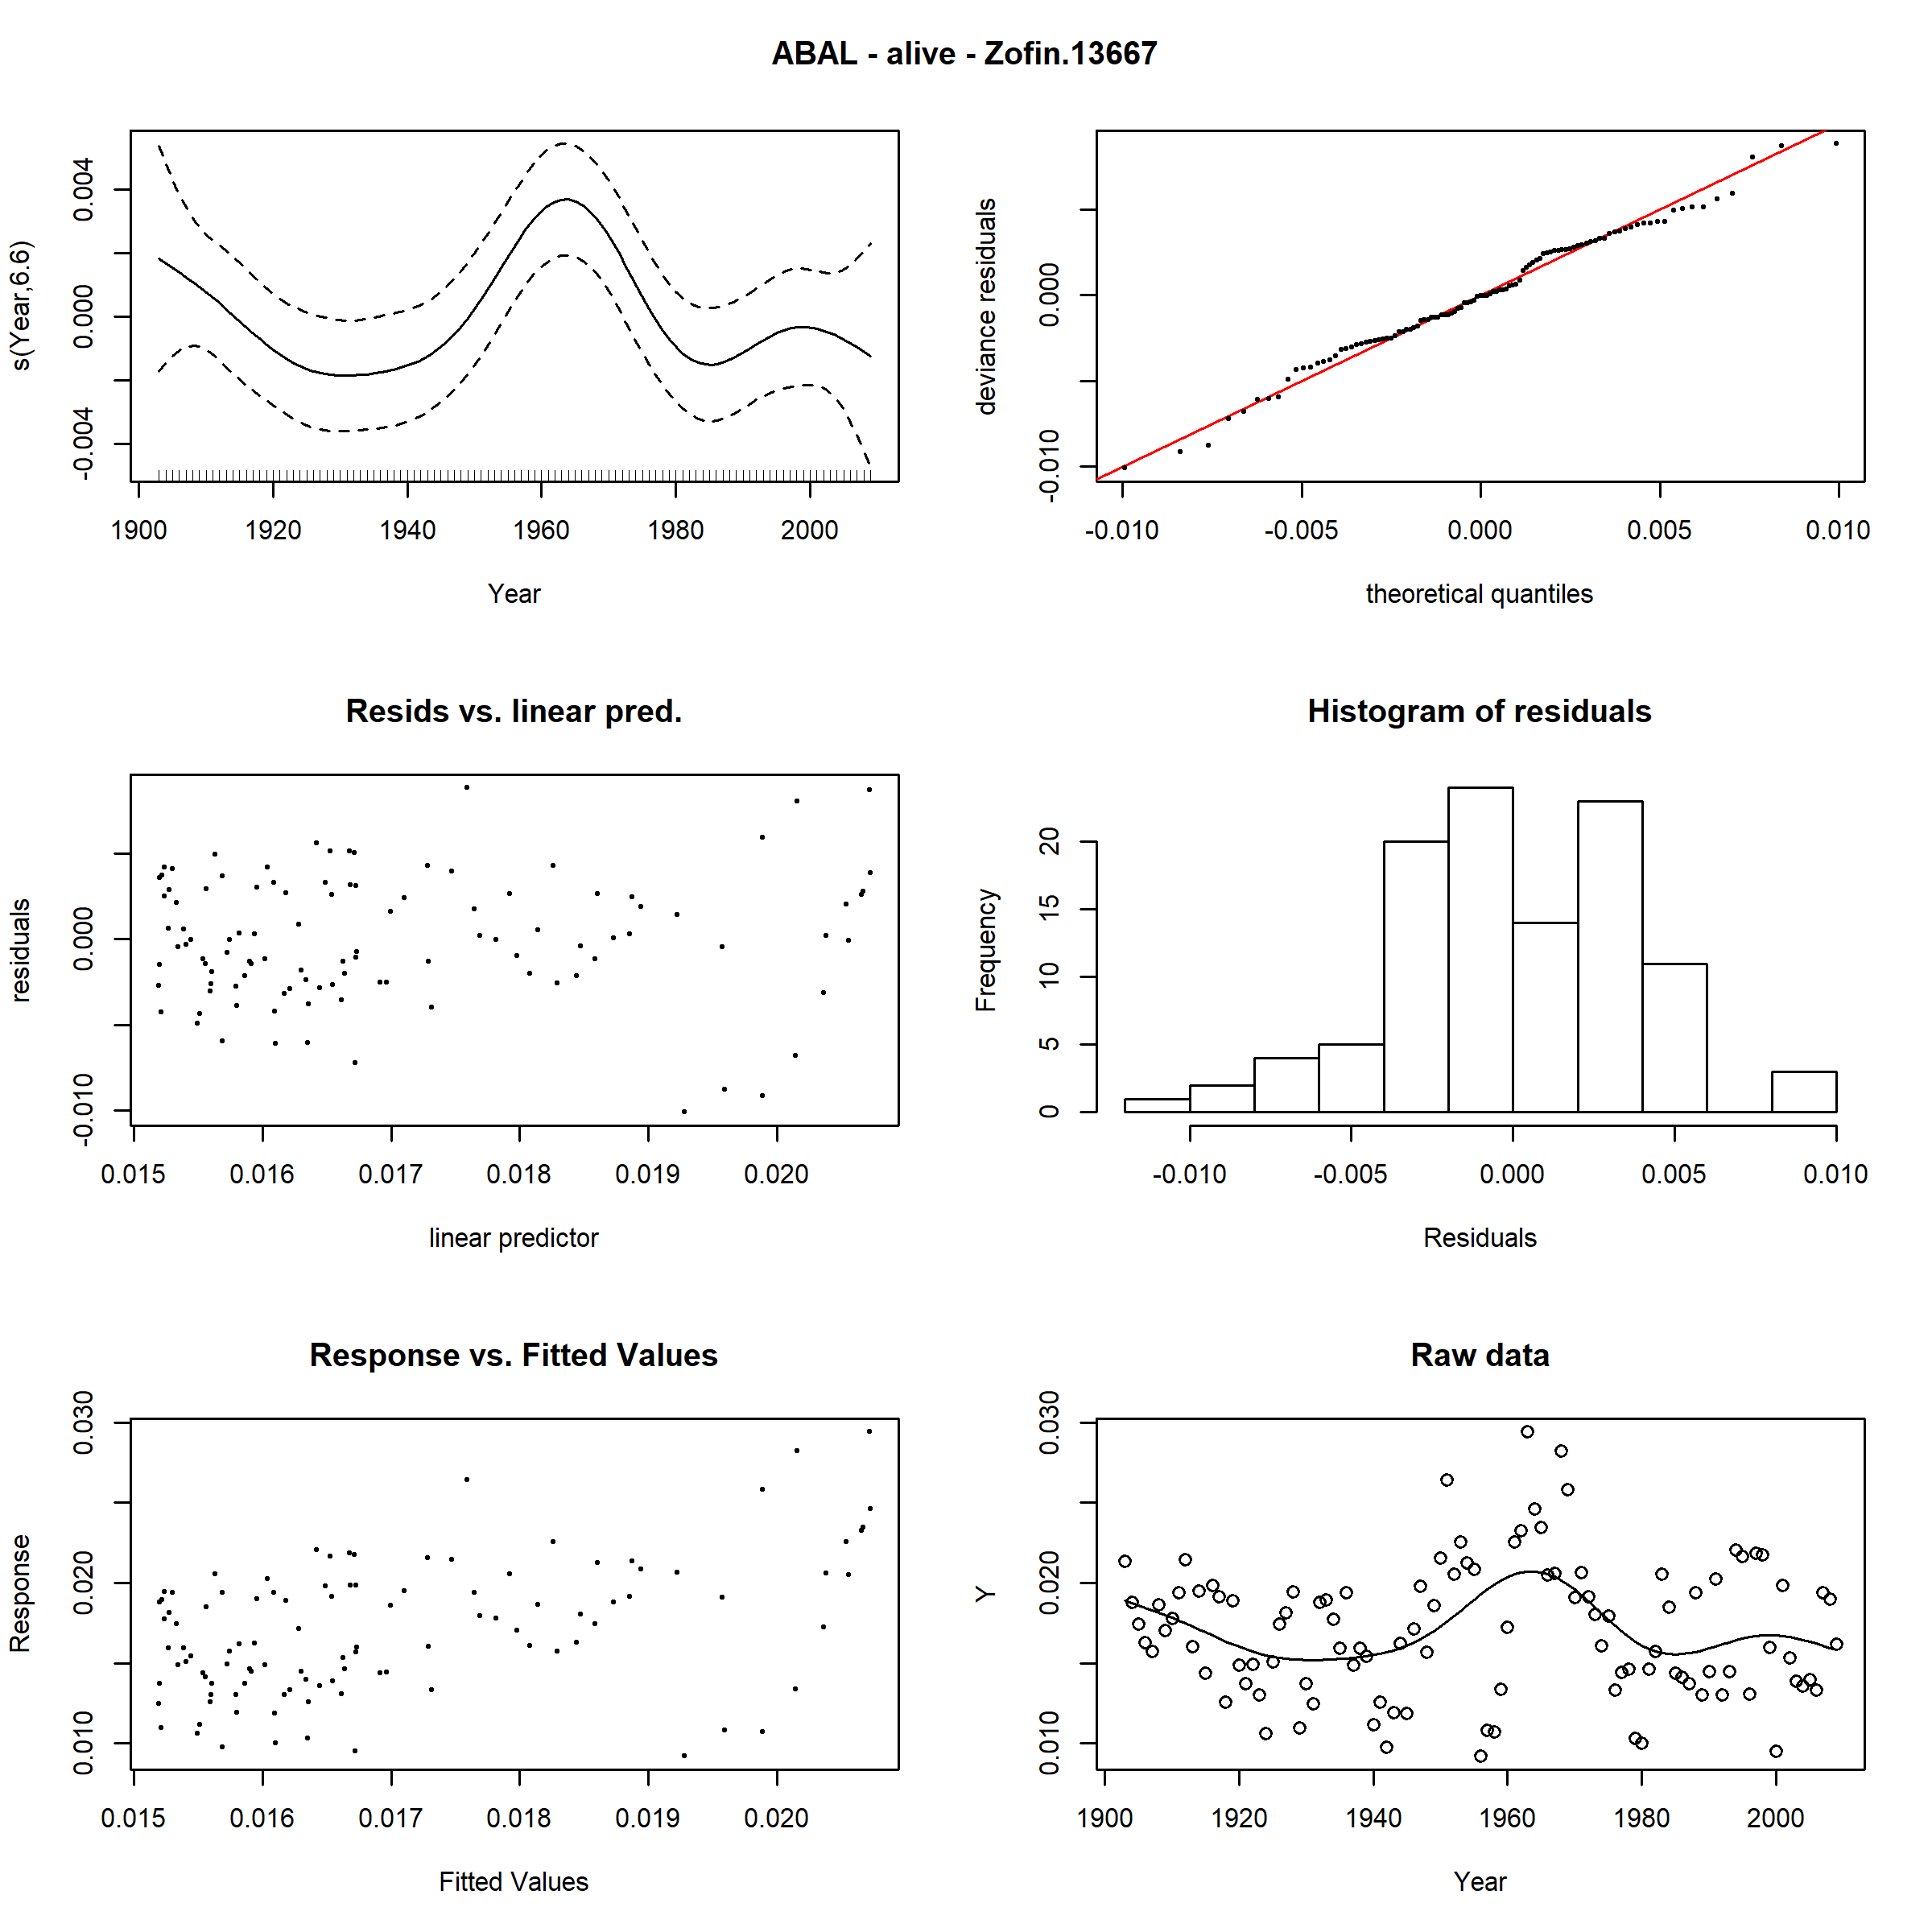 ABAL - alive - Zofin.13667
s(Year,6.6)
-0.004 0.000 0.004
1900 1920 1940 1960 1980 2000
Year
deviance residuals
-0.010 0.000
-0.010 -0.005 0.000 0.005 0.010
theoretical quantiles
Resids vs. linear pred.
residuals
-0.010 0.000
0.015 0.016 0.017 0.018 0.019 0.020
linear predictor
Histogram of residuals
Frequency
0 5 10 15 20
-0.010 -0.005 0.000 0.005 0.010
Residuals
Response vs. Fitted Values
Response
0.010 0.020 0.030
0.015 0.016 0.017 0.018 0.019 0.020
Fitted Values
Raw data
Y
0.010 0.020 0.030
1900 1920 1940 1960 1980 2000
Year